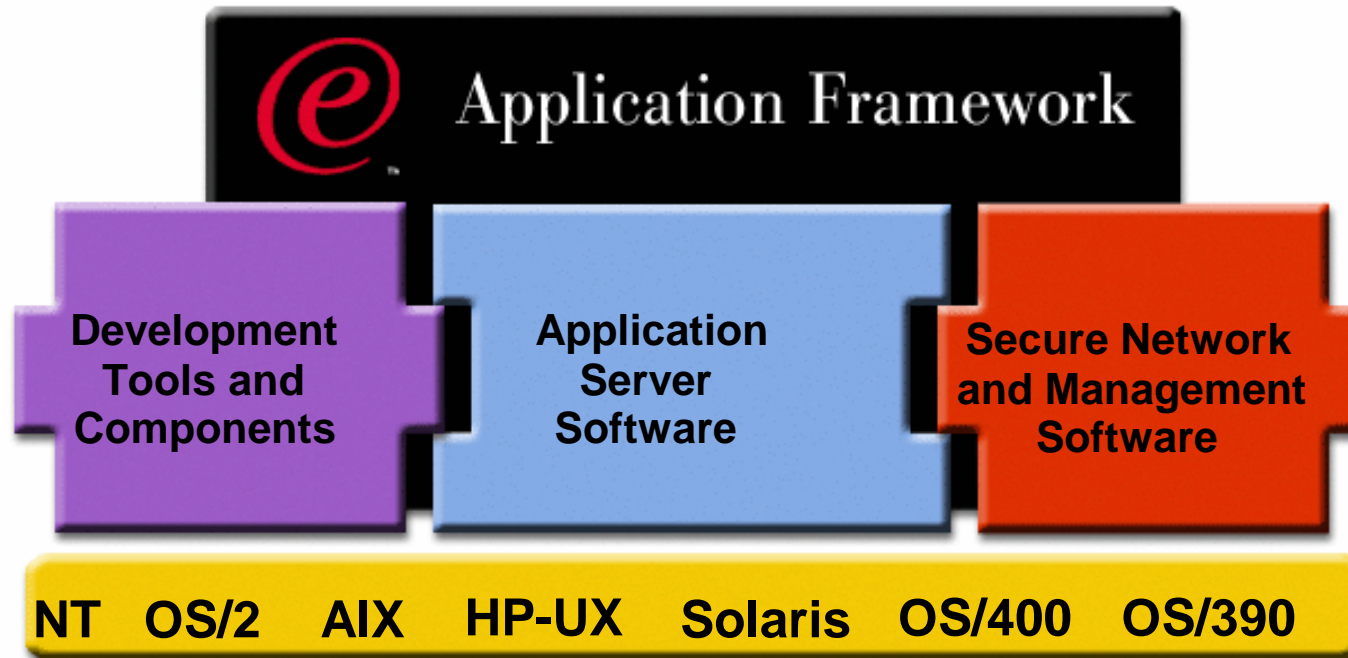 e Application Framework
™
Development
Tools and
Components
Application
Server
Software
Secure Network
and Management
Software
NT OS/2 AIX HP-UX Solaris OS/400 OS/390